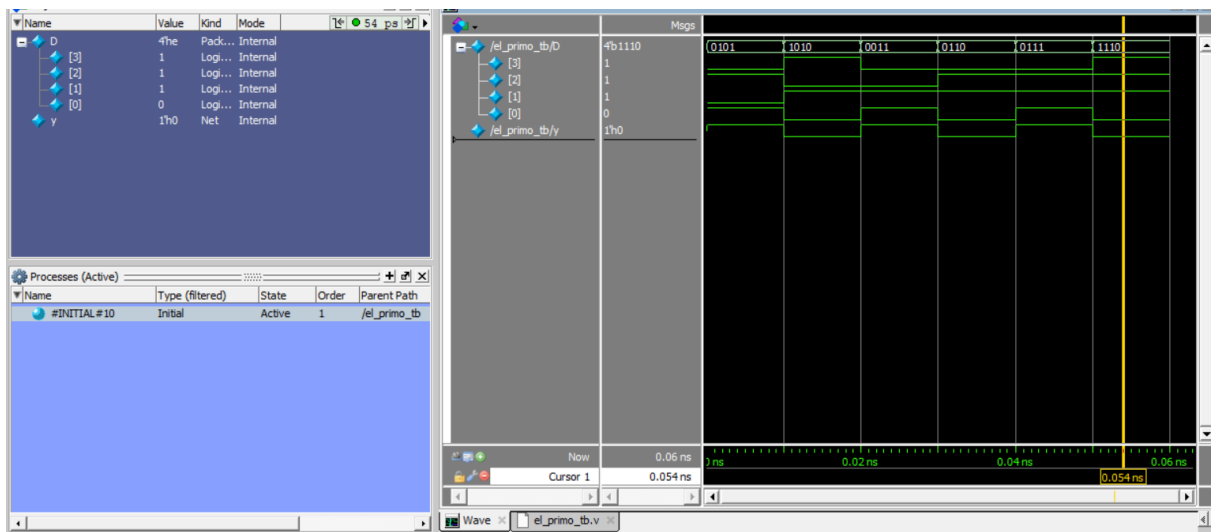 Name Value Kind Mode 54 ps
D 4'he Pack... Internal
[3] 1 Logi... Internal
[2] 1 Logi... Internal
[1] 1 Logi... Internal
[0] 0 Logi... Internal
y 1'h0 Net Internal
Processes (Active)
Name Type (filtered) State Order Parent Path
#INITIAL#10 Initial Active 1 /el_primo_tb
Msgs
/el_primo_tb/D 4'b1110 0101 1010 0011 0110 0111 1110
[3] 1
[2] 1
[1] 1
[0] 0
/el_primo_tb/y 1'h0
Now 0.06 ns ns 0.02 ns 0.04 ns 0.06 ns
Cursor 1 0.054 ns 0.054 ns
Wave el_primo_tb.v